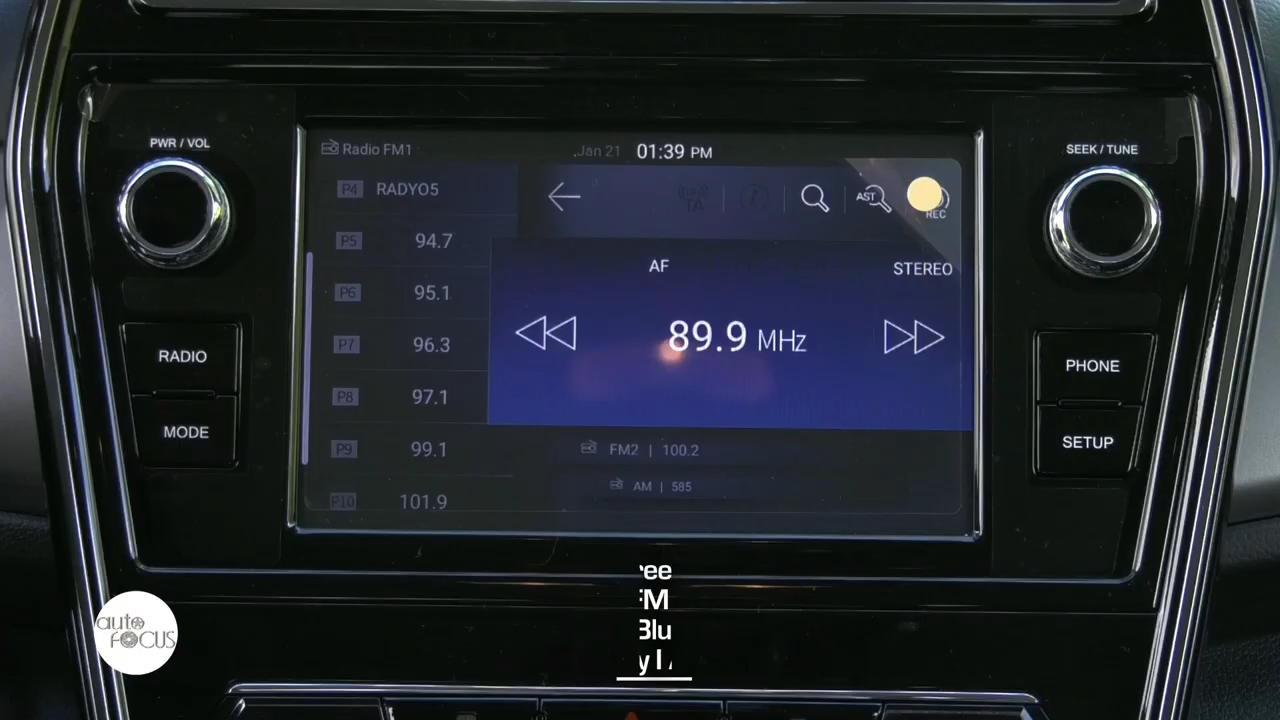 PWR / VOL
SEEK / TUNE
Radio FM1
Jan 21
01:39 PM
P4 RADYO5
P5 94.7
P6 95.1
P7 96.3
P8 97.1
P9 99.1
P10 101.9
TA
AST
REC
AF
STEREO
89.9 MHz
FM2 | 100.2
AM | 585
RADIO
MODE
PHONE
SETUP
auto
FOCUS